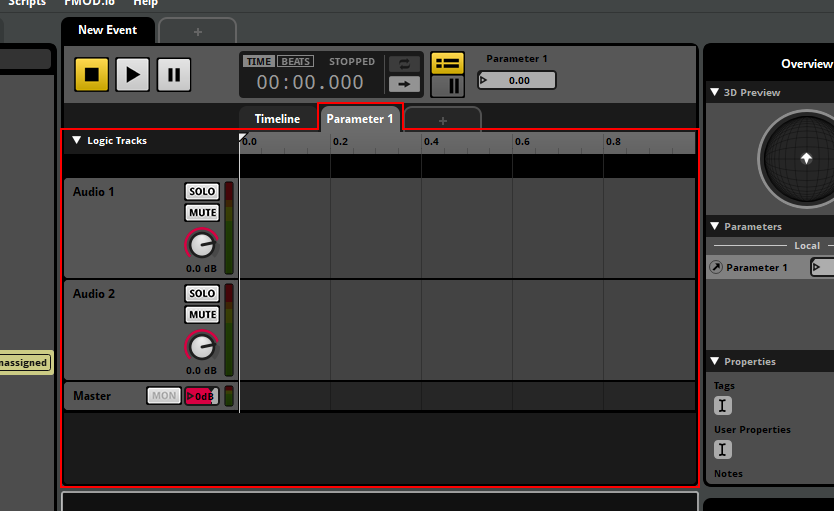 Scripts FMOD.io Help
New Event +
TIME BEATS STOPPED
00:00.000
Parameter 1
0.00
Overview
Timeline Parameter 1 +
3D Preview
Logic Tracks
0.0 0.2 0.4 0.6 0.8
Audio 1
SOLO
MUTE
0.0 dB
Parameters
Local
Parameter 1
Audio 2
SOLO
MUTE
0.0 dB
nassigned
Properties
Tags
Master MON 0dB
User Properties
Notes